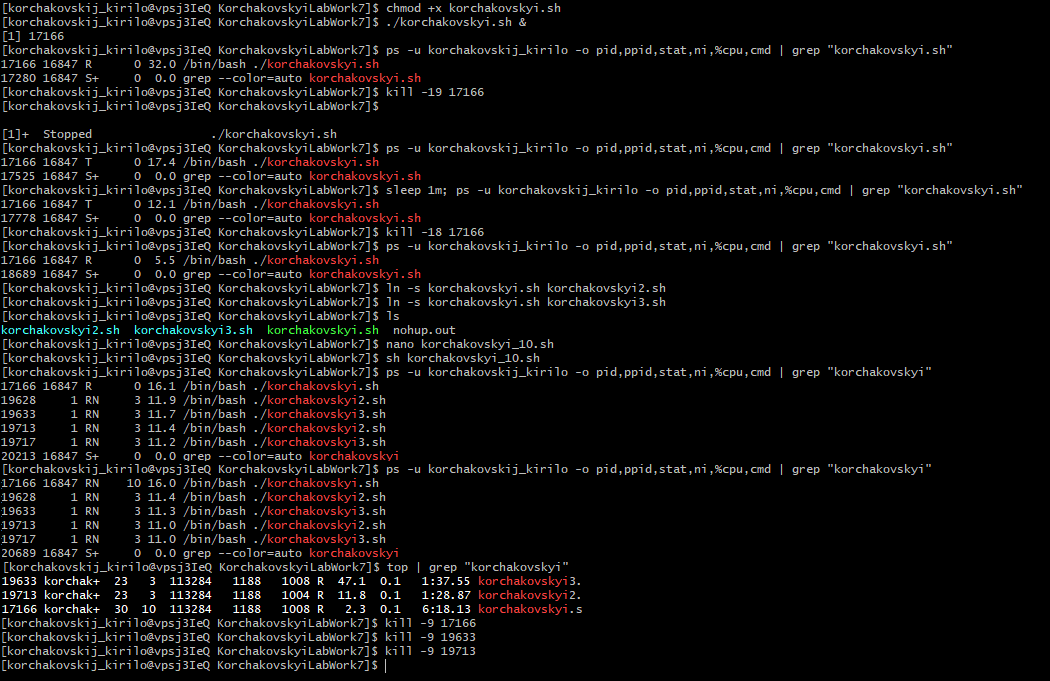 [korchakovskij_kirilo@vpsj3IeQ KorchakovskyiLabWork7]$ chmod +x korchakovskyi.sh
[korchakovskij_kirilo@vpsj3IeQ KorchakovskyiLabWork7]$ ./korchakovskyi.sh &
[1] 17166
[korchakovskij_kirilo@vpsj3IeQ KorchakovskyiLabWork7]$ ps -u korchakovskij_kirilo -o pid,ppid,stat,ni,%cpu,cmd | grep "korchakovskyi.sh"
17166 16847 R      0 32.0 /bin/bash ./korchakovskyi.sh
17280 16847 S+     0  0.0 grep --color=auto korchakovskyi.sh
[korchakovskij_kirilo@vpsj3IeQ KorchakovskyiLabWork7]$ kill -19 17166
[korchakovskij_kirilo@vpsj3IeQ KorchakovskyiLabWork7]$
[1]+  Stopped                 ./korchakovskyi.sh
[korchakovskij_kirilo@vpsj3IeQ KorchakovskyiLabWork7]$ ps -u korchakovskij_kirilo -o pid,ppid,stat,ni,%cpu,cmd | grep "korchakovskyi.sh"
17166 16847 T      0 17.4 /bin/bash ./korchakovskyi.sh
17525 16847 S+     0  0.0 grep --color=auto korchakovskyi.sh
[korchakovskij_kirilo@vpsj3IeQ KorchakovskyiLabWork7]$ sleep 1m; ps -u korchakovskij_kirilo -o pid,ppid,stat,ni,%cpu,cmd | grep "korchakovskyi.sh"
17166 16847 T      0 12.1 /bin/bash ./korchakovskyi.sh
17778 16847 S+     0  0.0 grep --color=auto korchakovskyi.sh
[korchakovskij_kirilo@vpsj3IeQ KorchakovskyiLabWork7]$ kill -18 17166
[korchakovskij_kirilo@vpsj3IeQ KorchakovskyiLabWork7]$ ps -u korchakovskij_kirilo -o pid,ppid,stat,ni,%cpu,cmd | grep "korchakovskyi.sh"
17166 16847 R      0  5.5 /bin/bash ./korchakovskyi.sh
18689 16847 S+     0  0.0 grep --color=auto korchakovskyi.sh
[korchakovskij_kirilo@vpsj3IeQ KorchakovskyiLabWork7]$ ln -s korchakovskyi.sh korchakovskyi2.sh
[korchakovskij_kirilo@vpsj3IeQ KorchakovskyiLabWork7]$ ln -s korchakovskyi.sh korchakovskyi3.sh
[korchakovskij_kirilo@vpsj3IeQ KorchakovskyiLabWork7]$ ls
korchakovskyi2.sh  korchakovskyi3.sh  korchakovskyi.sh  nohup.out
[korchakovskij_kirilo@vpsj3IeQ KorchakovskyiLabWork7]$ nano korchakovskyi_10.sh
[korchakovskij_kirilo@vpsj3IeQ KorchakovskyiLabWork7]$ sh korchakovskyi_10.sh
[korchakovskij_kirilo@vpsj3IeQ KorchakovskyiLabWork7]$ ps -u korchakovskij_kirilo -o pid,ppid,stat,ni,%cpu,cmd | grep "korchakovskyi"
17166 16847 R      0 16.1 /bin/bash ./korchakovskyi.sh
19628     1 RN     3 11.9 /bin/bash ./korchakovskyi2.sh
19633     1 RN     3 11.7 /bin/bash ./korchakovskyi3.sh
19713     1 RN     3 11.4 /bin/bash ./korchakovskyi2.sh
19717     1 RN     3 11.2 /bin/bash ./korchakovskyi3.sh
20213 16847 S+     0  0.0 grep --color=auto korchakovskyi
[korchakovskij_kirilo@vpsj3IeQ KorchakovskyiLabWork7]$ ps -u korchakovskij_kirilo -o pid,ppid,stat,ni,%cpu,cmd | grep "korchakovskyi"
17166 16847 RN    10 16.0 /bin/bash ./korchakovskyi.sh
19628     1 RN     3 11.4 /bin/bash ./korchakovskyi2.sh
19633     1 RN     3 11.3 /bin/bash ./korchakovskyi3.sh
19713     1 RN     3 11.0 /bin/bash ./korchakovskyi2.sh
19717     1 RN     3 11.0 /bin/bash ./korchakovskyi3.sh
20689 16847 S+     0  0.0 grep --color=auto korchakovskyi
[korchakovskij_kirilo@vpsj3IeQ KorchakovskyiLabWork7]$ top | grep "korchakovskyi"
19633 korchak+  23   3  113284   1188   1008 R  47.1  0.1   1:37.55 korchakovskyi3.
19713 korchak+  23   3  113284   1188   1004 R  11.8  0.1   1:28.87 korchakovskyi2.
17166 korchak+  30  10  113284   1188   1008 R   2.3  0.1   6:18.13 korchakovskyi.s
[korchakovskij_kirilo@vpsj3IeQ KorchakovskyiLabWork7]$ kill -9 17166
[korchakovskij_kirilo@vpsj3IeQ KorchakovskyiLabWork7]$ kill -9 19633
[korchakovskij_kirilo@vpsj3IeQ KorchakovskyiLabWork7]$ kill -9 19713
[korchakovskij_kirilo@vpsj3IeQ KorchakovskyiLabWork7]$